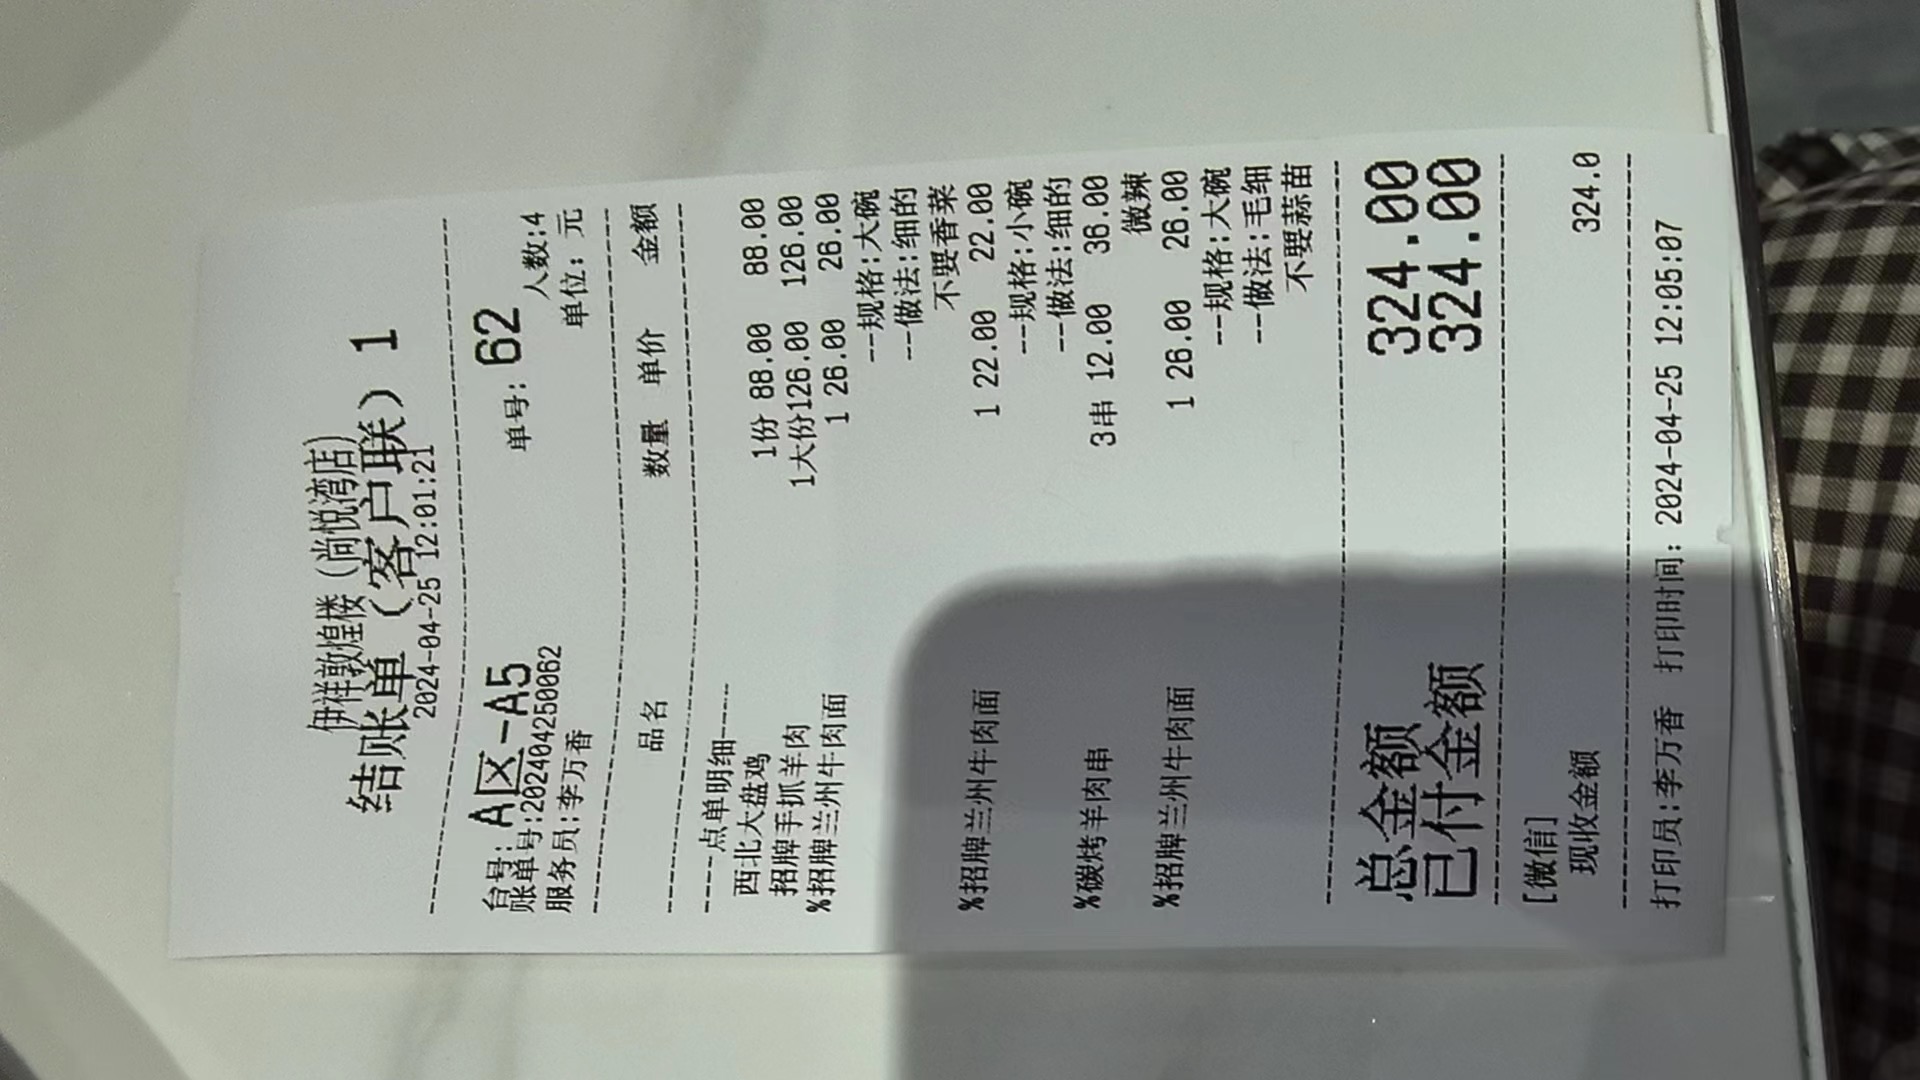 伊祥敦煌楼（尚悦湾店）
结账单（客户联）1
2024-04-25 12:01:21
台号: A区-A5 单号: 62
账单号:202404250062 人数:4
服务员:李万香 单位: 元
品名 数量 单价 金额
----点单明细----
西北大盘鸡 1份 88.00 88.00
招牌手抓羊肉 1大份126.00 126.00
%招牌兰州牛肉面 1 26.00 26.00
--规格:大碗
--做法:细的
不要香菜
%招牌兰州牛肉面 1 22.00 22.00
--规格:小碗
--做法:细的
%碳烤羊肉串 3串 12.00 36.00
微辣
%招牌兰州牛肉面 1 26.00 26.00
--规格:大碗
--做法:毛细
不要蒜苗
总金额 324.00
已付金额 324.00
[微信]
现收金额 324.0
打印员:李万香 打印时间: 2024-04-25 12:05:07